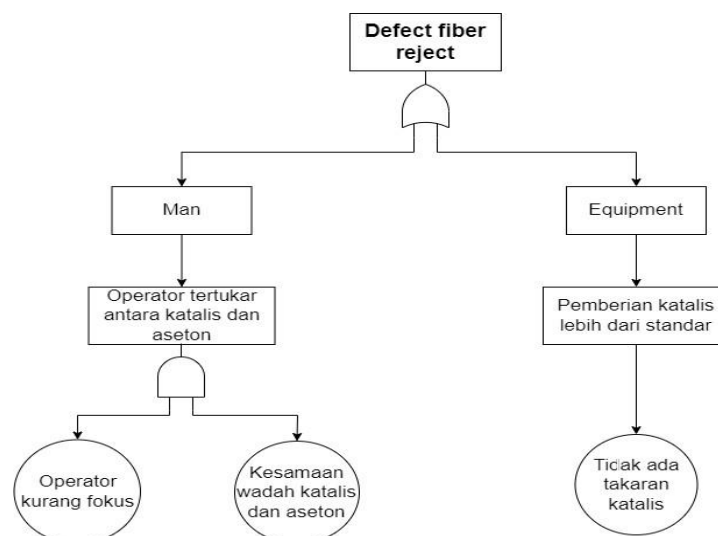 Defect fiber
reject
Man
Equipment
Operator tertukar
antara katalis dan
aseton
Pemberian katalis
lebih dari standar
Operator
kurang fokus
Kesamaan
wadah katalis
dan aseton
Tidak ada
takaran
katalis